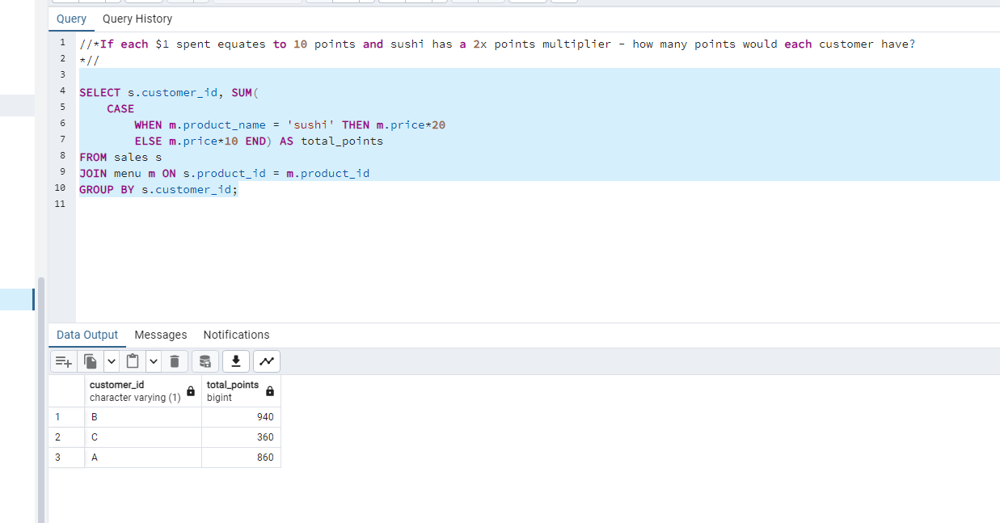 Query Query History
1 //*If each $1 spent equates to 10 points and sushi has a 2x points multiplier - how many points would each customer have?
2 *//
3
4 SELECT s.customer_id, SUM(
5 CASE
6 WHEN m.product_name = 'sushi' THEN m.price*20
7 ELSE m.price*10 END) AS total_points
8 FROM sales s
9 JOIN menu m ON s.product_id = m.product_id
10 GROUP BY s.customer_id;
11
Data Output Messages Notifications
customer_id total_points
character varying (1) bigint
1 B 940
2 C 360
3 A 860